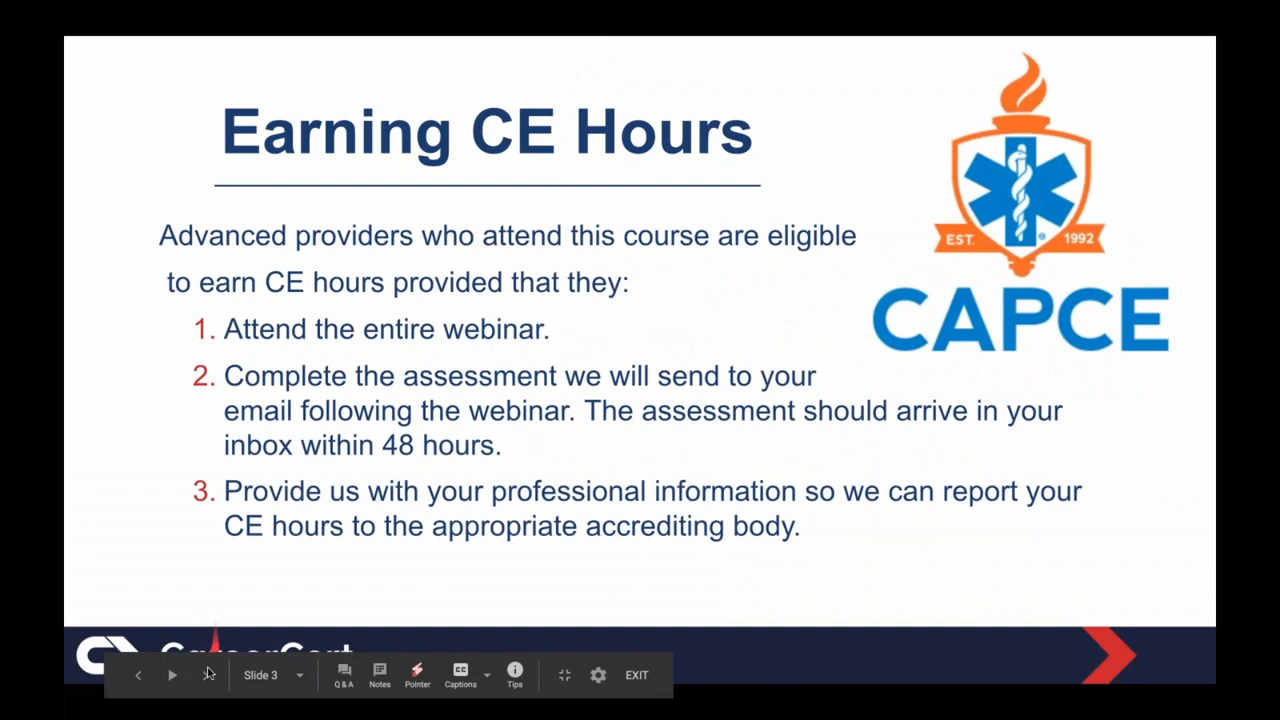 Earning CE Hours
Advanced providers who attend this course are eligible
to earn CE hours provided that they:
1. Attend the entire webinar.
2. Complete the assessment we will send to your
email following the webinar. The assessment should arrive in your
inbox within 48 hours.
3. Provide us with your professional information so we can report your
CE hours to the appropriate accrediting body.
EST. 1992
®
CAPCE
CareerCert
Slide 3
Q&A
Notes
Pointer
CC
Captions
Tips
EXIT